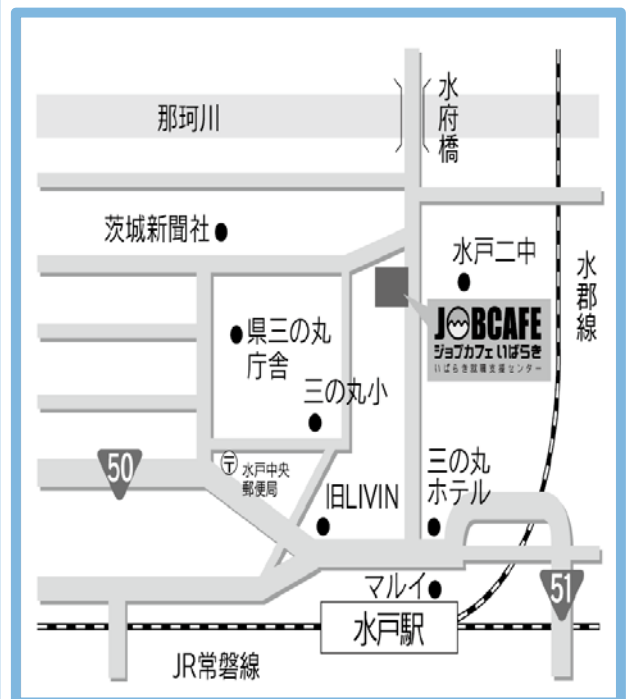 那珂川
水府橋
茨城新聞社
水戸二中
水郡線
JOBCAFE
ジョブカフェ いばらき
いばらき就職支援センター
県三の丸
庁舎
三の丸小
50
水戸中央
郵便局
三の丸
ホテル
旧LIVIN
マルイ
51
水戸駅
JR常磐線